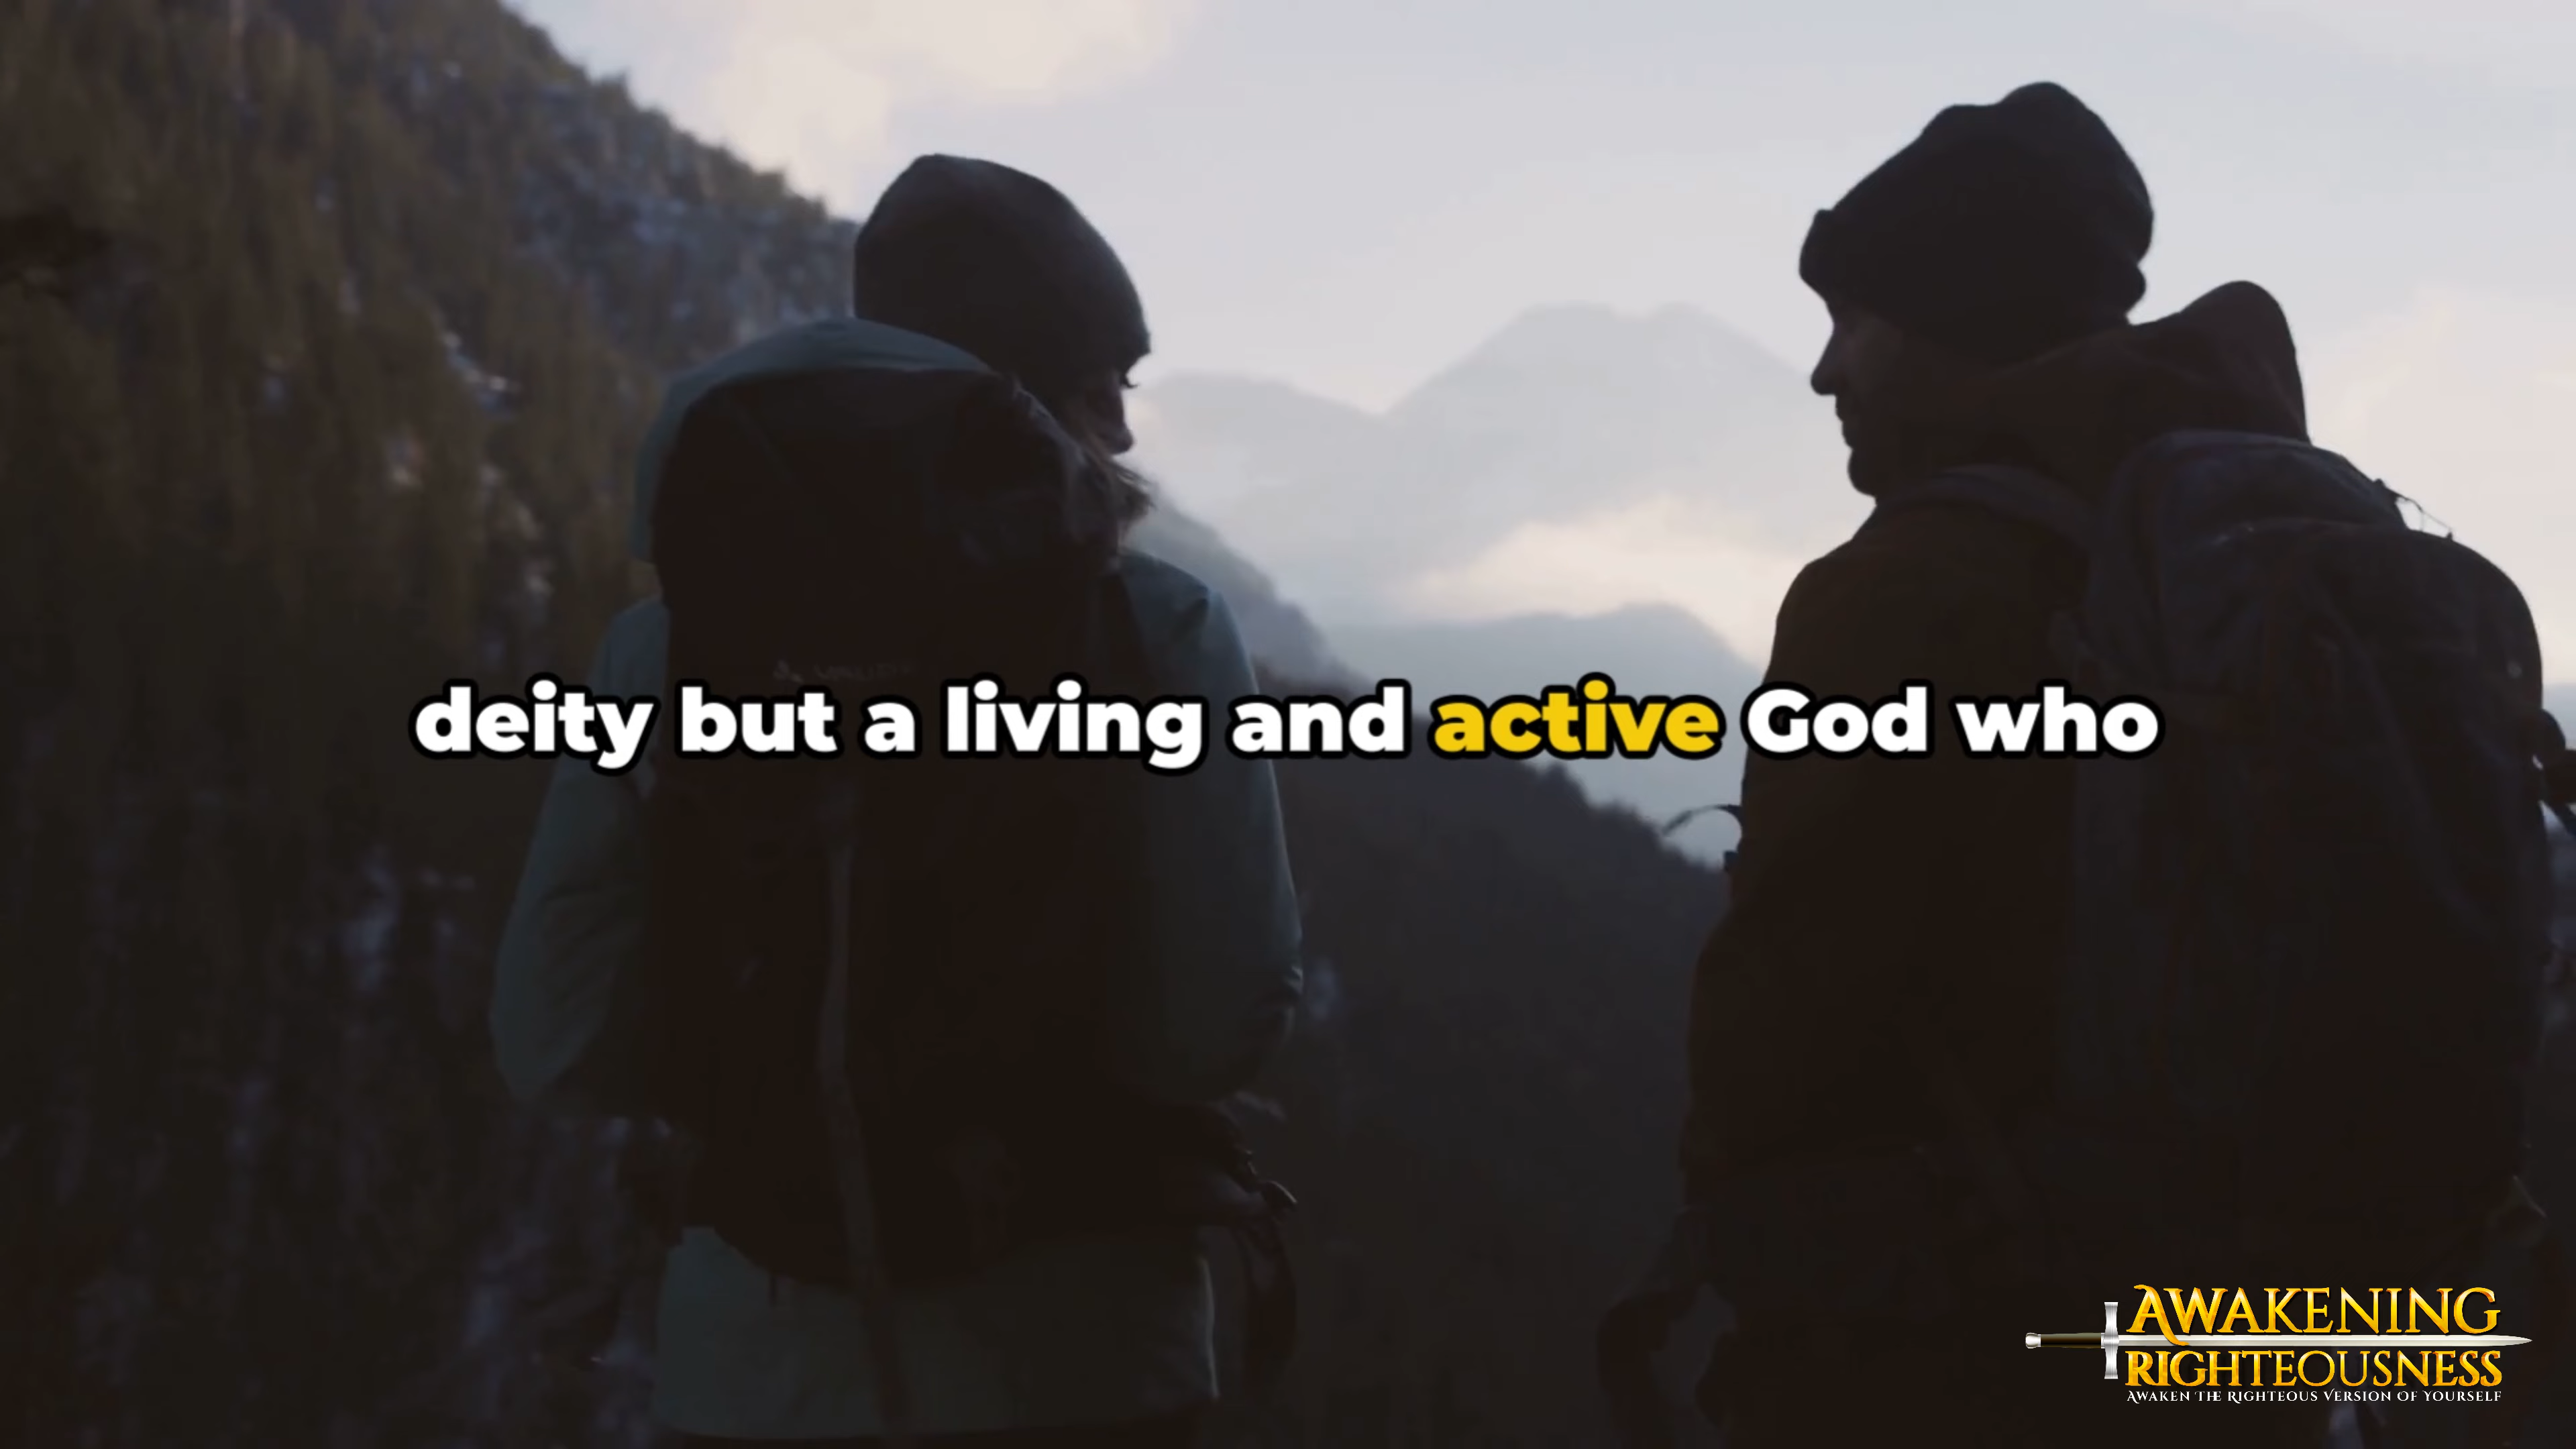 deity but a living and active God who
AWAKENING
RIGHTEOUSNESS
AWAKEN THE RIGHTEOUS VERSION OF YOURSELF